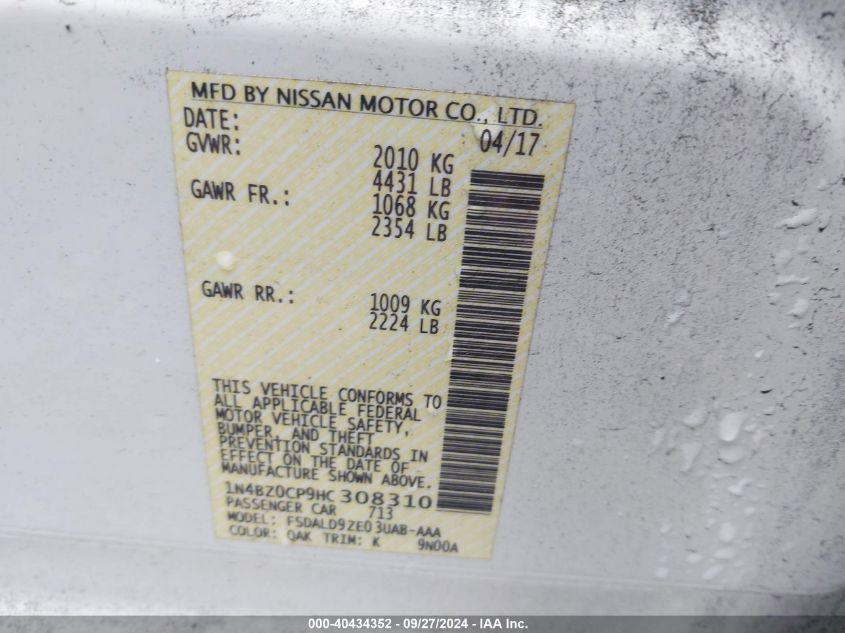 MFD BY NISSAN MOTOR CO., LTD.
DATE: 04/17
GVWR: 2010 KG
4431 LB
GAWR FR.: 1068 KG
2354 LB
GAWR RR.: 1009 KG
2224 LB
THIS VEHICLE CONFORMS TO
ALL APPLICABLE FEDERAL
MOTOR VEHICLE SAFETY,
BUMPER, AND THEFT
PREVENTION STANDARDS IN
EFFECT ON THE DATE OF
MANUFACTURE SHOWN ABOVE.
1N4BZ0CP9HC 308310
PASSENGER CAR 713
MODEL: FSDALD9ZE03UAB-AAA
COLOR: QAK TRIM: K 9N00A
000-40434352 - 09/27/2024 - IAA Inc.